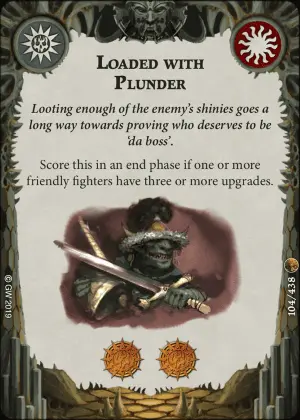 LOADED WITH
PLUNDER
Looting enough of the enemy's shinies goes a
long way towards proving who deserves to be
'da boss'.
Score this in an end phase if one or more
friendly fighters have three or more upgrades.
© GW 2019
104/438